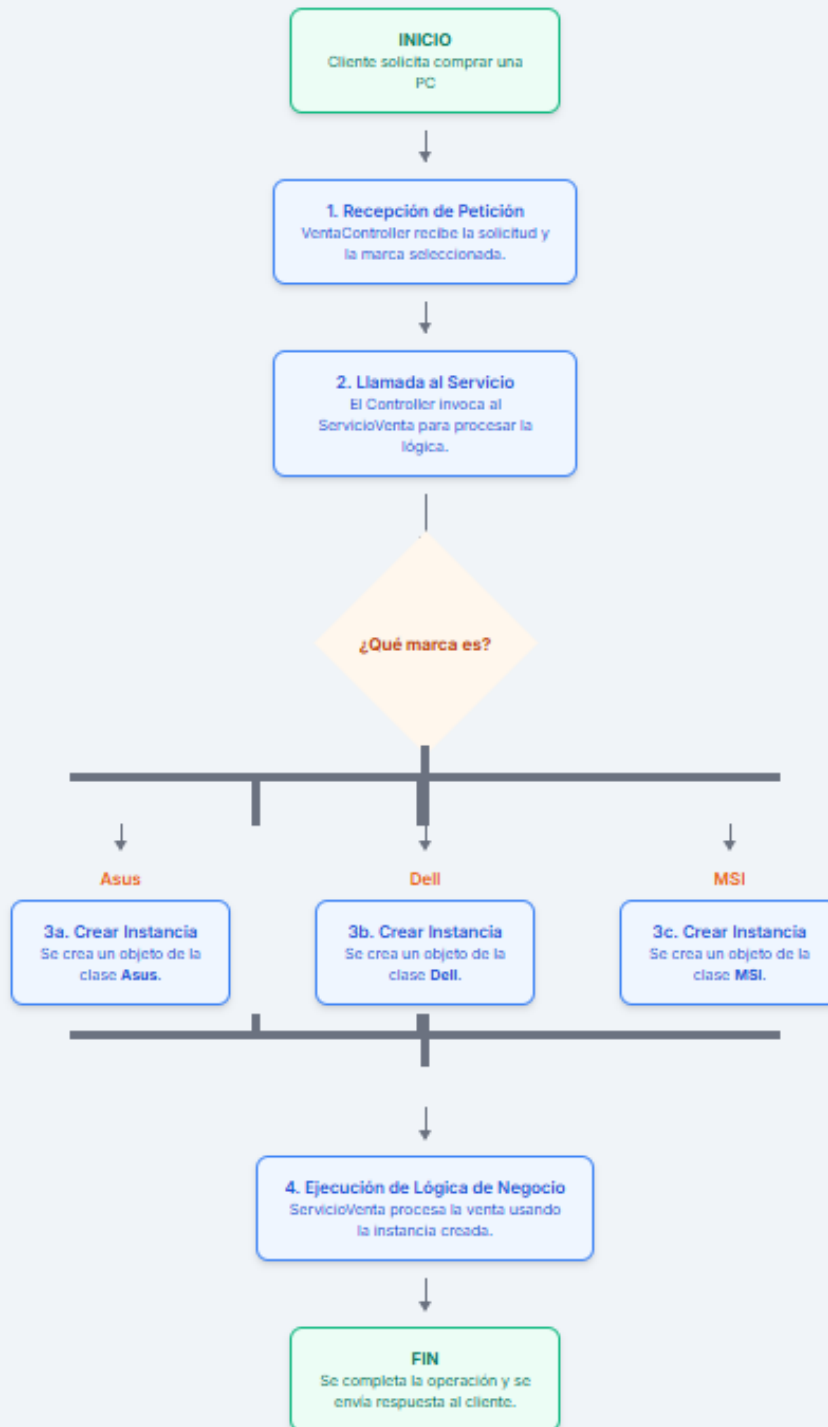 INICIO
Cliente solicita comprar una
PC
1. Recepción de Petición
VentaController recibe la solicitud y
la marca seleccionada.
2. Llamada al Servicio
El Controller invoca al
ServicioVenta para procesar la
lógica.
¿Qué marca es?
Asus
Dell
MSI
3a. Crear Instancia
Se crea un objeto de la
clase Asus.
3b. Crear Instancia
Se crea un objeto de la
clase Dell.
3c. Crear Instancia
Se crea un objeto de la
clase MSI.
4. Ejecución de Lógica de Negocio
ServicioVenta procesa la venta usando
la instancia creada.
FIN
Se completa la operación y se
envía respuesta al cliente.